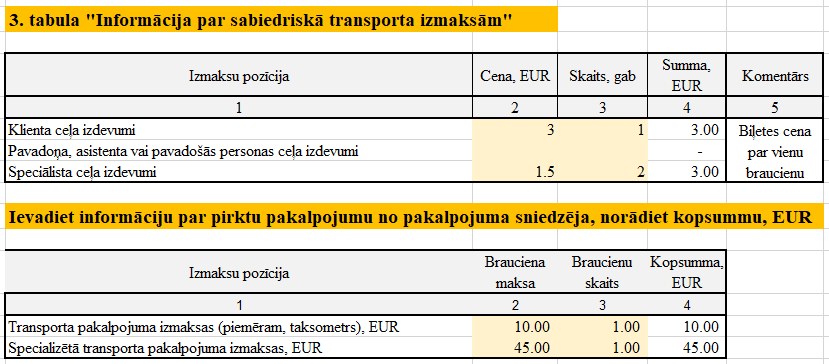 3. tabula "Informācija par sabiedriskā transporta izmaksām"
Izmaksu pozīcija Cena, EUR Skaits, gab Summa, EUR Komentārs
1 2 3 4 5
Klienta ceļa izdevumi 3 1 3.00 Biļetes cena
Pavadoņa, asistenta vai pavadošās personas ceļa izdevumi - par vienu
Speciālista ceļa izdevumi 1.5 2 3.00 braucienu
Ievadiet informāciju par pirktu pakalpojumu no pakalpojuma sniedzēja, norādiet kopsummu, EUR
Izmaksu pozīcija Brauciena maksa Braucienu skaits Kopsumma, EUR
1 2 3 4
Transporta pakalpojuma izmaksas (piemēram, taksometrs), EUR 10.00 1.00 10.00
Specializētā transporta pakalpojuma izmaksas, EUR 45.00 1.00 45.00